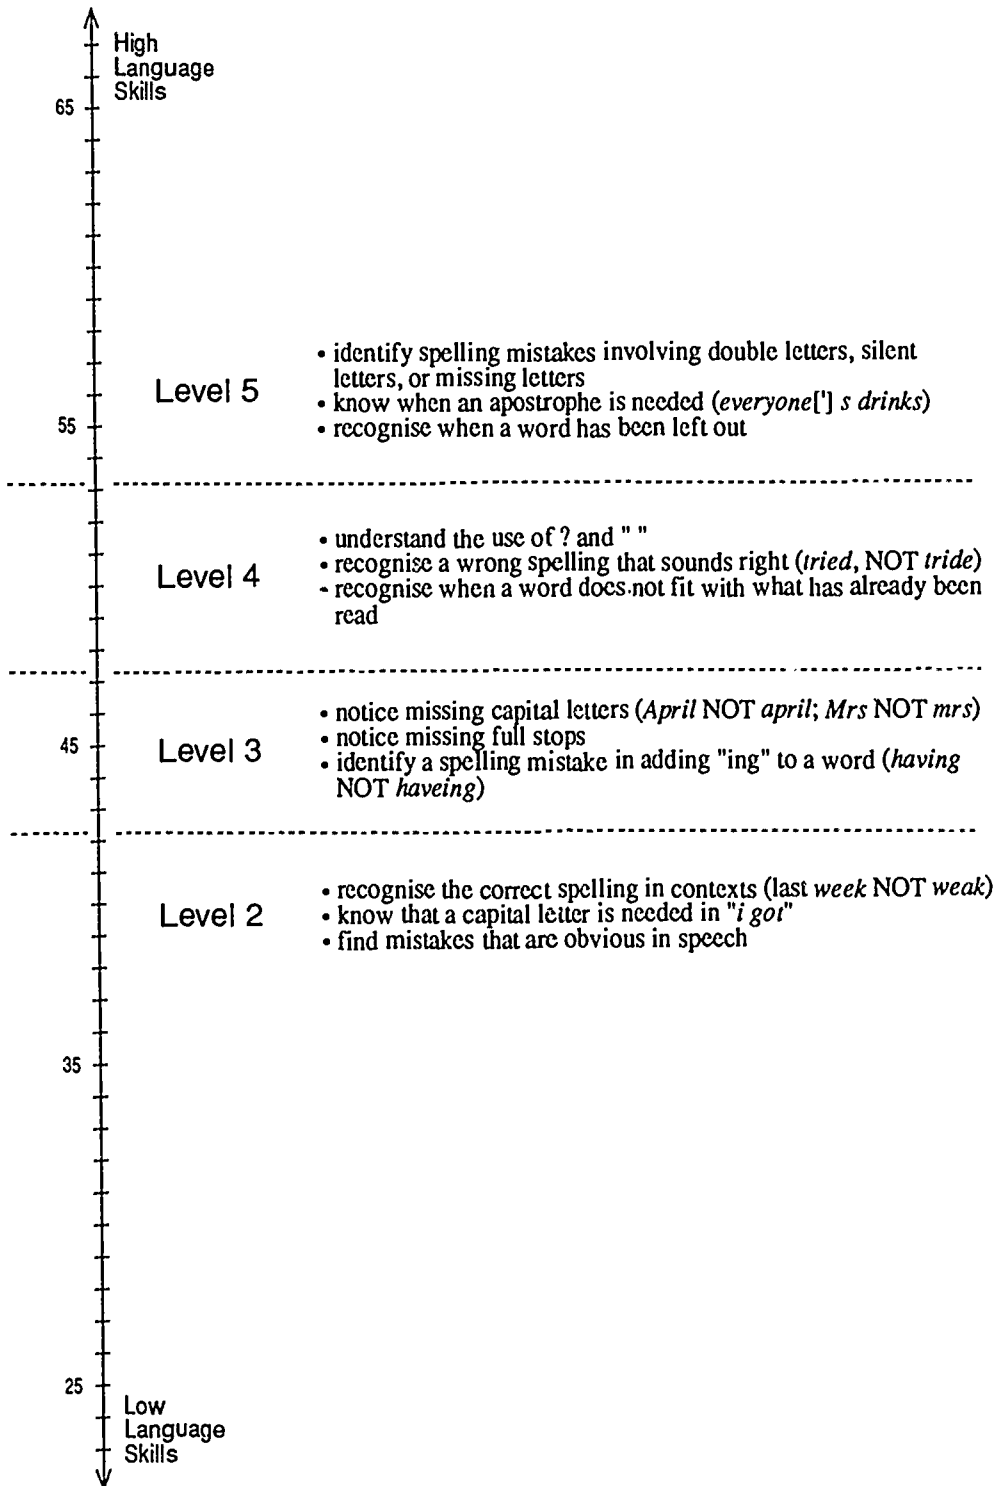 High
Language
Skills
65
• identify spelling mistakes involving double letters, silent
letters, or missing letters
Level 5
• know when an apostrophe is needed (everyone['] s drinks)
55
• recognise when a word has been left out
• understand the use of ? and " "
Level 4
• recognise a wrong spelling that sounds right (tried, NOT tride)
- recognise when a word does not fit with what has already been
read
• notice missing capital letters (April NOT april; Mrs NOT mrs)
• notice missing full stops
45
Level 3
• identify a spelling mistake in adding "ing" to a word (having
NOT haveing)
• recognise the correct spelling in contexts (last week NOT weak)
Level 2
• know that a capital letter is needed in "i got"
• find mistakes that are obvious in speech
35
25
Low
Language
Skills